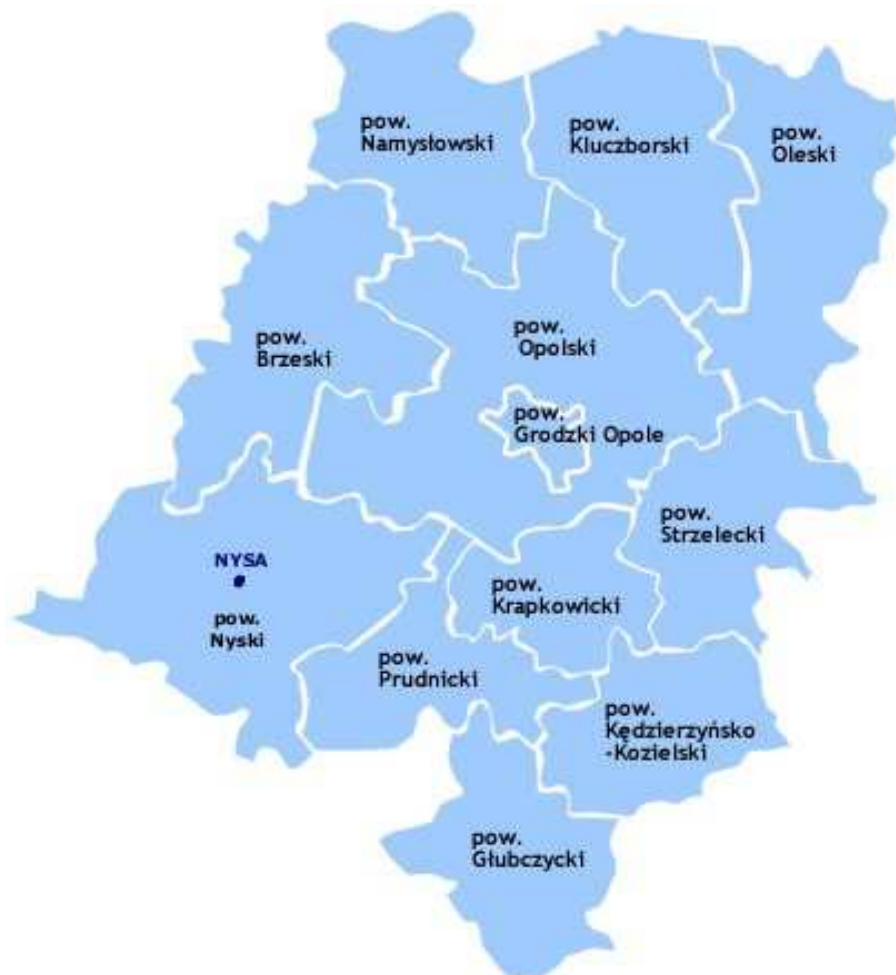 pow.
Namysłowski
pow.
Kluczborski
pow.
Oleski
pow.
Brzeski
pow.
Opolski
pow.
Grodzki Opole
pow.
Strzelecki
NYSA
pow.
Nyski
pow.
Krapkowicki
pow.
Prudnicki
pow.
Kędzierzyńsko
-Kozielski
pow.
Głubczycki